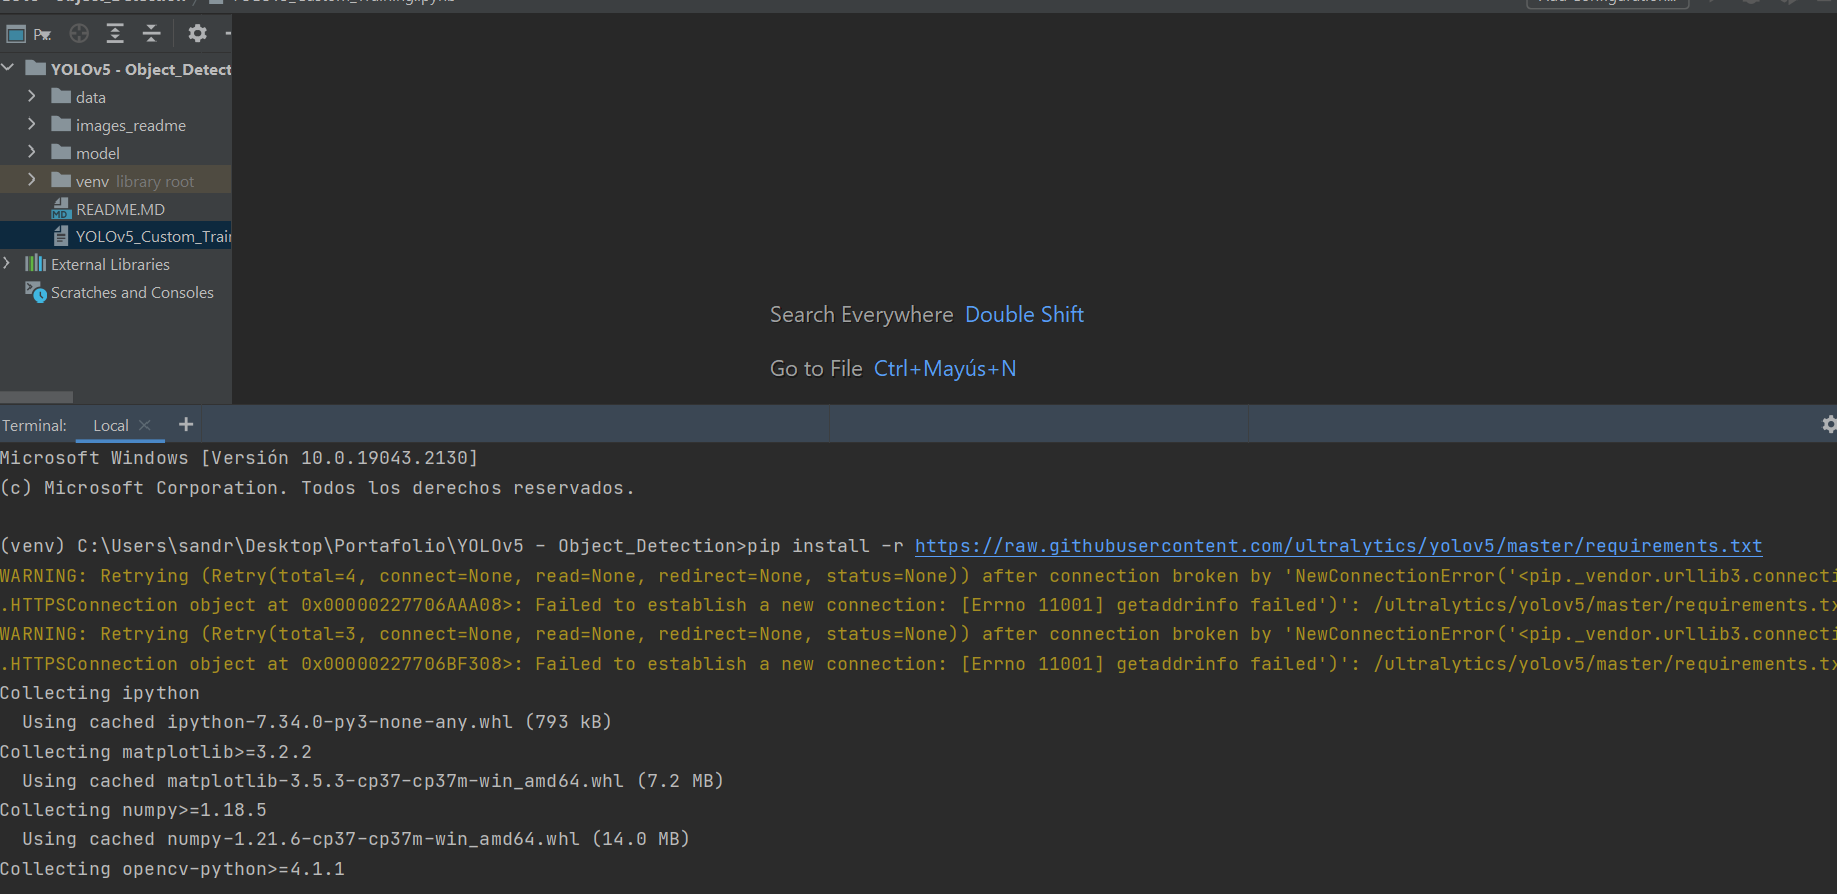 P
YOLOv5 - Object_Detect
data
images_readme
model
venv library root
README.MD
YOLOv5_Custom_Train
External Libraries
Scratches and Consoles
Search Everywhere Double Shift
Go to File Ctrl+Mayús+N
Terminal: Local
Microsoft Windows [Versión 10.0.19043.2130]
(c) Microsoft Corporation. Todos los derechos reservados.
(venv) C:\Users\sandr\Desktop\Portafolio\YOLOv5 - Object_Detection>pip install -r https://raw.githubusercontent.com/ultralytics/yolov5/master/requirements.txt
WARNING: Retrying (Retry(total=4, connect=None, read=None, redirect=None, status=None)) after connection broken by 'NewConnectionError('<pip._vendor.urllib3.connecti
.HTTPSConnection object at 0x00000227706AAA08>: Failed to establish a new connection: [Errno 11001] getaddrinfo failed')': /ultralytics/yolov5/master/requirements.tx
WARNING: Retrying (Retry(total=3, connect=None, read=None, redirect=None, status=None)) after connection broken by 'NewConnectionError('<pip._vendor.urllib3.connecti
.HTTPSConnection object at 0x00000227706BF308>: Failed to establish a new connection: [Errno 11001] getaddrinfo failed')': /ultralytics/yolov5/master/requirements.tx
Collecting ipython
Using cached ipython-7.34.0-py3-none-any.whl (793 kB)
Collecting matplotlib>=3.2.2
Using cached matplotlib-3.5.3-cp37-cp37m-win_amd64.whl (7.2 MB)
Collecting numpy>=1.18.5
Using cached numpy-1.21.6-cp37-cp37m-win_amd64.whl (14.0 MB)
Collecting opencv-python>=4.1.1